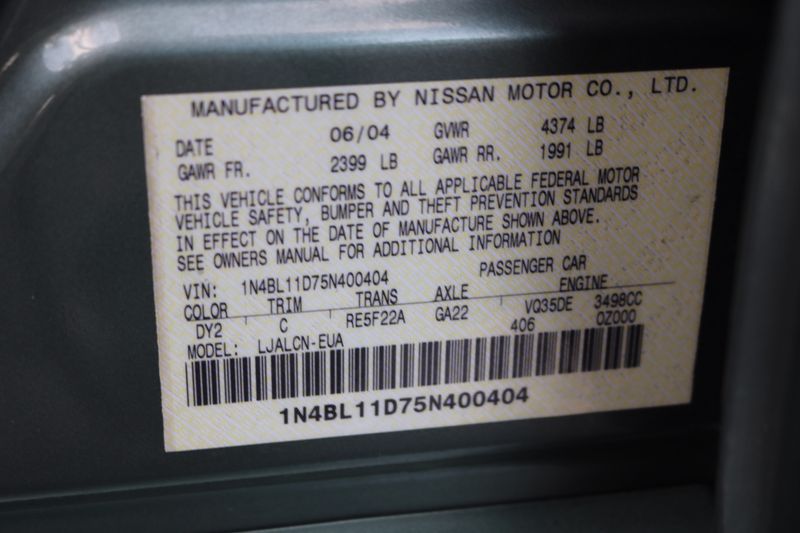 MANUFACTURED BY NISSAN MOTOR CO., LTD.
DATE 06/04 GVWR 4374 LB
GAWR FR. 2399 LB GAWR RR. 1991 LB
THIS VEHICLE CONFORMS TO ALL APPLICABLE FEDERAL MOTOR
VEHICLE SAFETY, BUMPER AND THEFT PREVENTION STANDARDS
IN EFFECT ON THE DATE OF MANUFACTURE SHOWN ABOVE.
SEE OWNERS MANUAL FOR ADDITIONAL INFORMATION
VIN: 1N4BL11D75N400404 PASSENGER CAR
COLOR TRIM TRANS AXLE ENGINE
DY2 C RE5F22A GA22 VQ35DE 3498CC
MODEL: LJALCN-EUA 406 0Z000
1N4BL11D75N400404